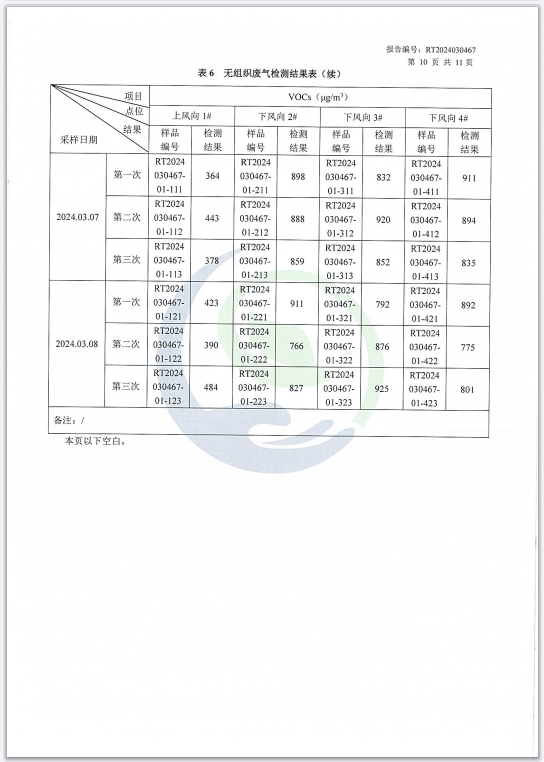 报告编号：RT2024030467
第 10 页 共 11 页
表 6 无组织废气检测结果表（续）
项目
点位
结果
采样日期
VOCs（μg/m³）
上风向 1# 下风向 2# 下风向 3# 下风向 4#
样品编号 检测结果 样品编号 检测结果 样品编号 检测结果 样品编号 检测结果
2024.03.07
第一次 RT2024030467-01-111 364 RT2024030467-01-211 898 RT2024030467-01-311 832 RT2024030467-01-411 911
第二次 RT2024030467-01-112 443 RT2024030467-01-212 888 RT2024030467-01-312 920 RT2024030467-01-412 894
第三次 RT2024030467-01-113 378 RT2024030467-01-213 859 RT2024030467-01-313 852 RT2024030467-01-413 835
2024.03.08
第一次 RT2024030467-01-121 423 RT2024030467-01-221 911 RT2024030467-01-321 792 RT2024030467-01-421 892
第二次 RT2024030467-01-122 390 RT2024030467-01-222 766 RT2024030467-01-322 876 RT2024030467-01-422 775
第三次 RT2024030467-01-123 484 RT2024030467-01-223 827 RT2024030467-01-323 925 RT2024030467-01-423 801
备注：/
本页以下空白。